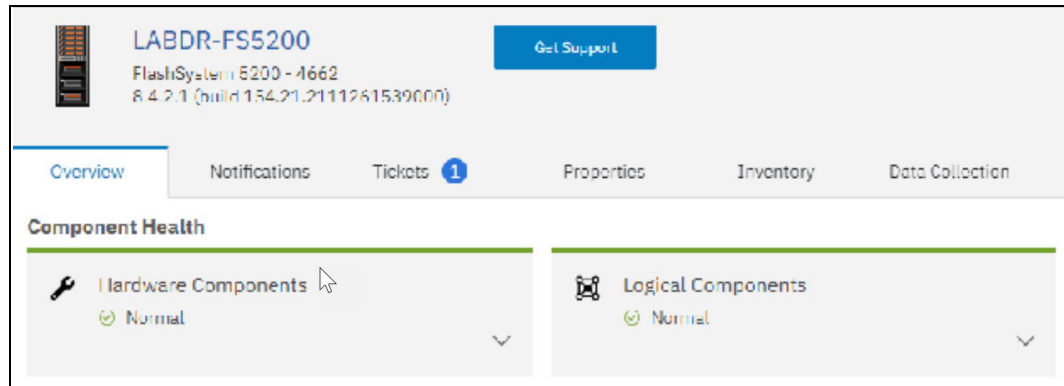 LABDR-FS5200
Get Support
FlashSystem 5200 - 4662
8.4.2.1 (build 154.21.2111261539000)
Overview
Notifications
Tickets 1
Properties
Inventory
Data Collection
Component Health
Hardware Components
Normal
Logical Components
Normal